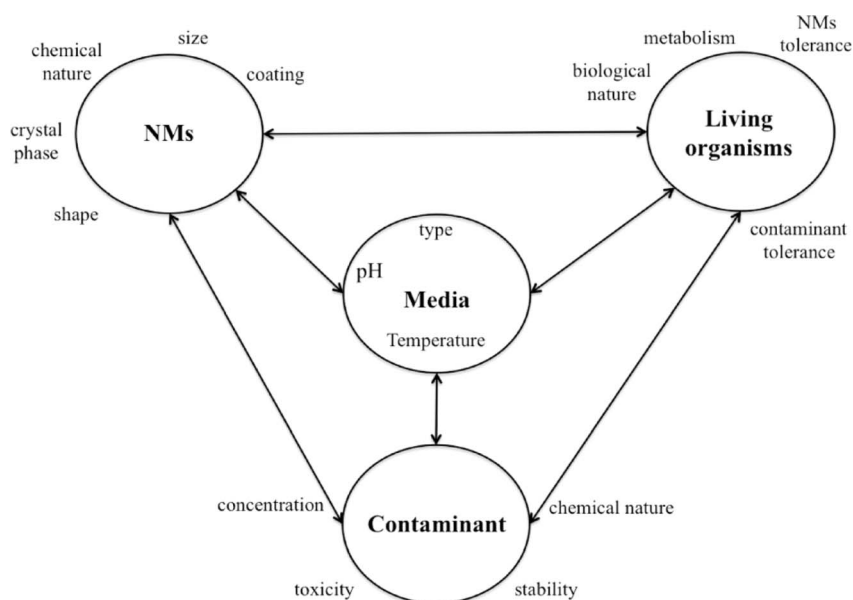 size
chemical
nature
coating
crystal
phase
NMs
shape
metabolism
NMs
tolerance
biological
nature
Living
organisms
contaminant
tolerance
type
pH
Media
Temperature
concentration
chemical nature
Contaminant
toxicity
stability